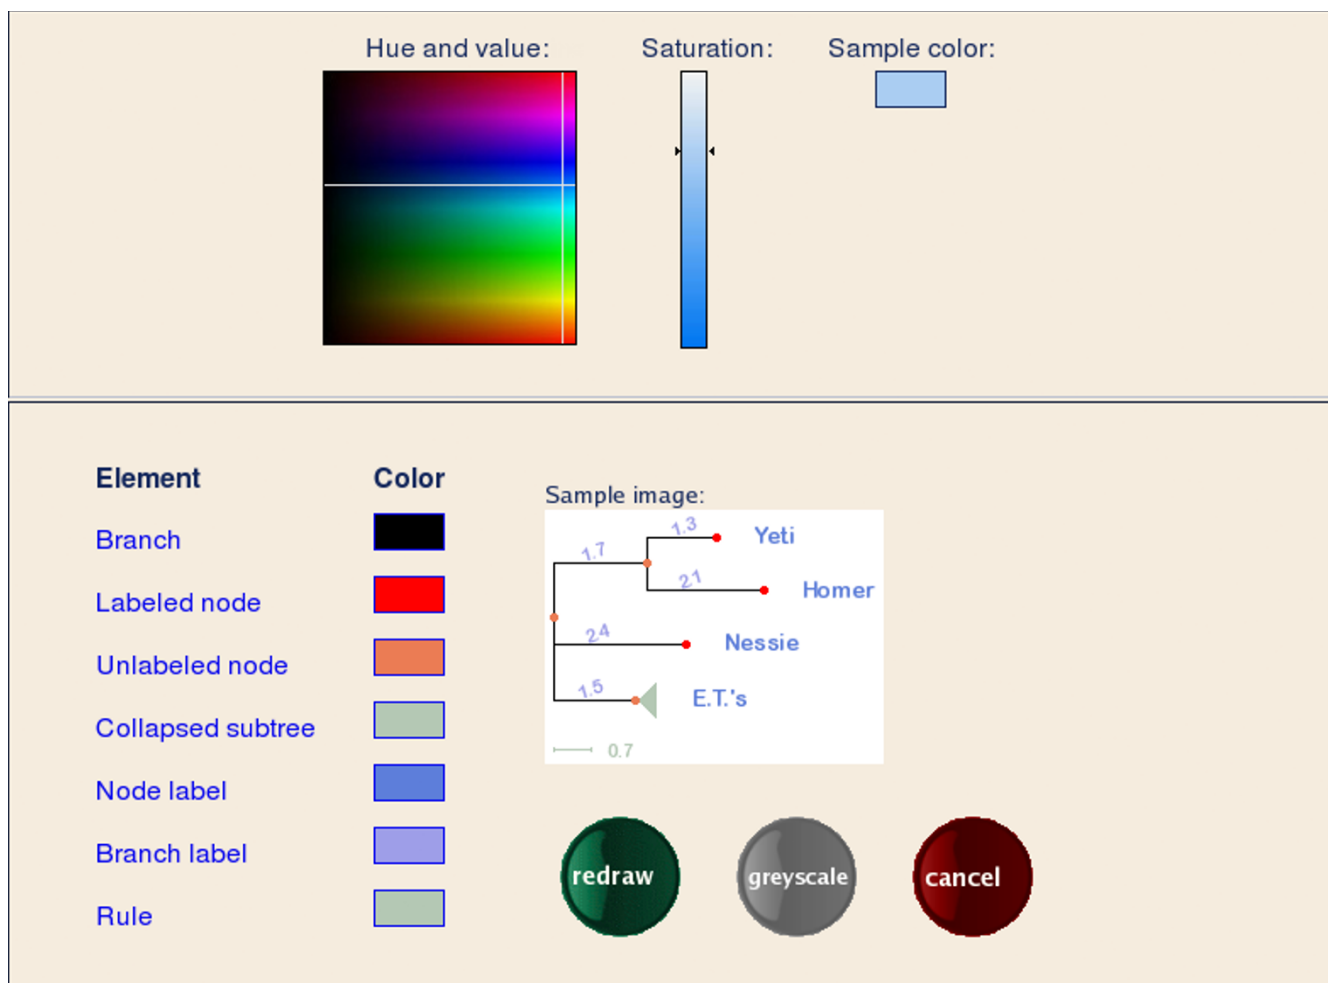 Hue and value: Saturation: Sample color:
Element Color
Sample image:
Branch
Labeled node
Unlabeled node
Collapsed subtree
Node label
Branch label
Rule
1.3 Yeti
1.7
2.1 Homer
2.4 Nessie
1.5 E.T.'s
0.7
redraw greyscale cancel